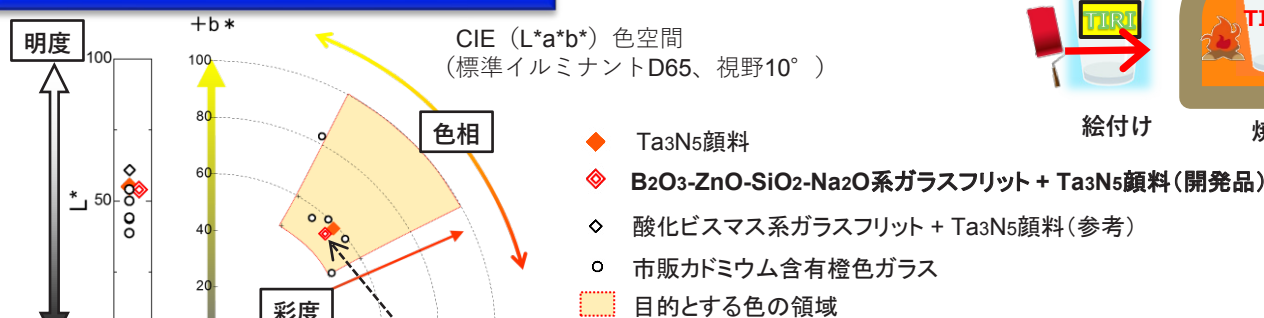 明度
+b*
CIE（L*a*b*）色空間
（標準イルミナントD65、視野10°）
TIRI
絵付け
100
50
L*
100
80
60
40
20
色相
彩度
Ta3N5顔料
B2O3-ZnO-SiO2-Na2O系ガラスフリット + Ta3N5顔料（開発品）
酸化ビスマス系ガラスフリット + Ta3N5顔料（参考）
市販カドミウム含有橙色ガラス
目的とする色の領域